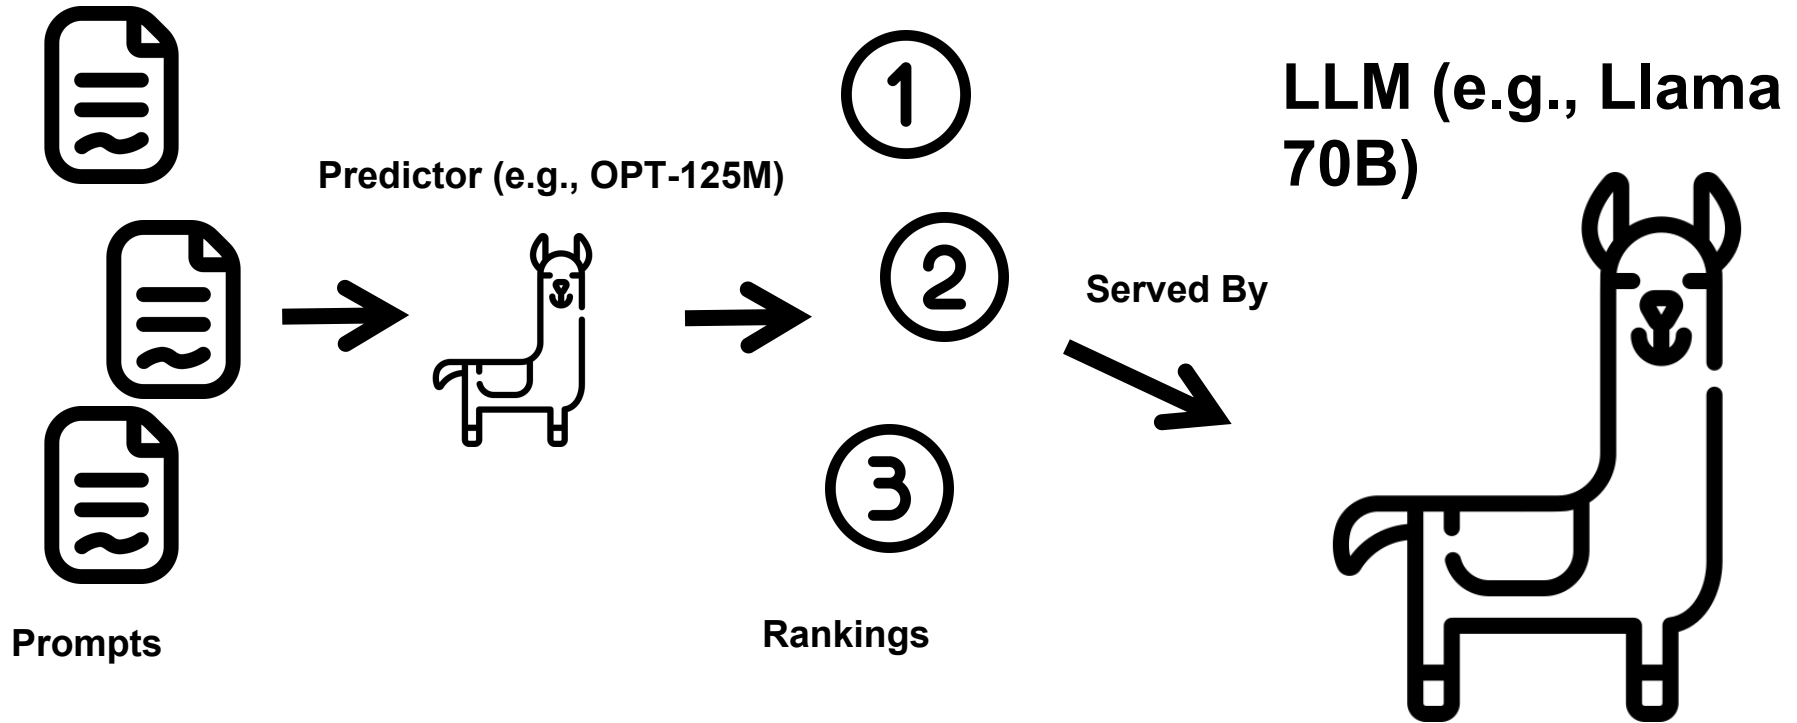 Prompts
Predictor (e.g., OPT-125M)
1
2
3
Rankings
Served By
LLM (e.g., Llama
70B)